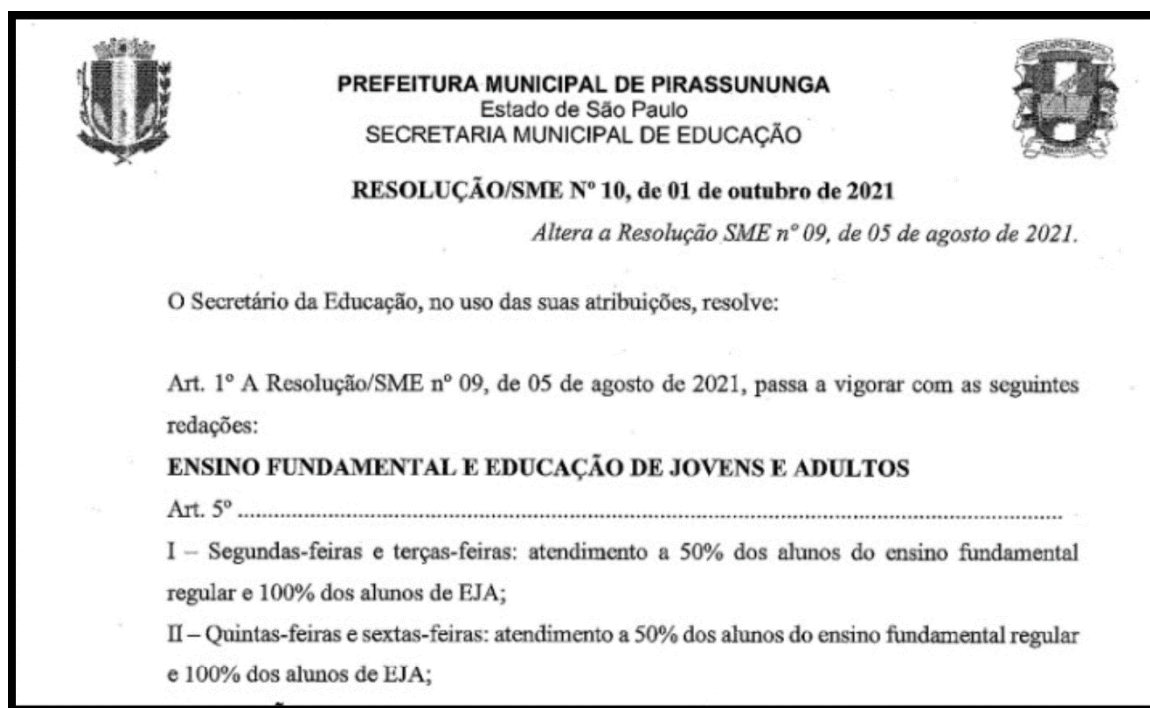 PREFEITURA MUNICIPAL DE PIRASSUNUNGA
Estado de São Paulo
SECRETARIA MUNICIPAL DE EDUCAÇÃO
RESOLUÇÃO/SME Nº 10, de 01 de outubro de 2021
Altera a Resolução SME nº 09, de 05 de agosto de 2021.
O Secretário da Educação, no uso das suas atribuições, resolve:
Art. 1º A Resolução/SME nº 09, de 05 de agosto de 2021, passa a vigorar com as seguintes
redações:
ENSINO FUNDAMENTAL E EDUCAÇÃO DE JOVENS E ADULTOS
Art. 5º ..........................................................................................................................................
I – Segundas-feiras e terças-feiras: atendimento a 50% dos alunos do ensino fundamental
regular e 100% dos alunos de EJA;
II – Quintas-feiras e sextas-feiras: atendimento a 50% dos alunos do ensino fundamental regular
e 100% dos alunos de EJA;